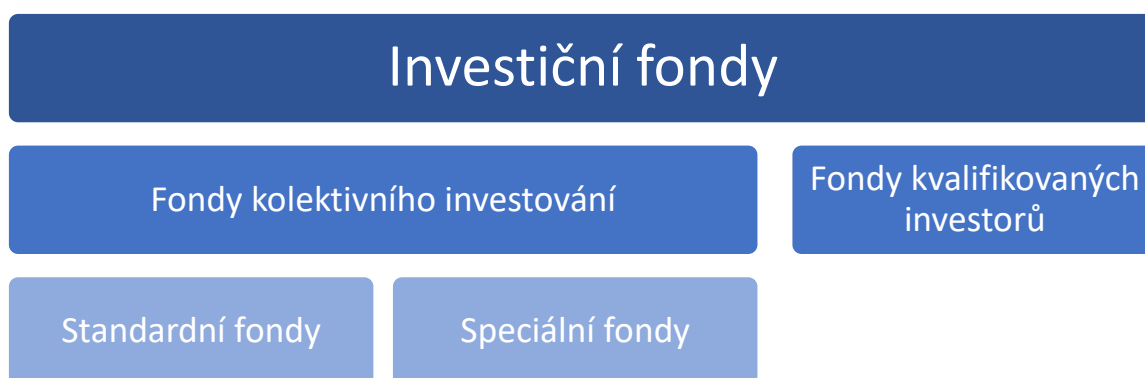 Investiční fondy
Fondy kolektivního investování
Fondy kvalifikovaných
investorů
Standardní fondy
Speciální fondy